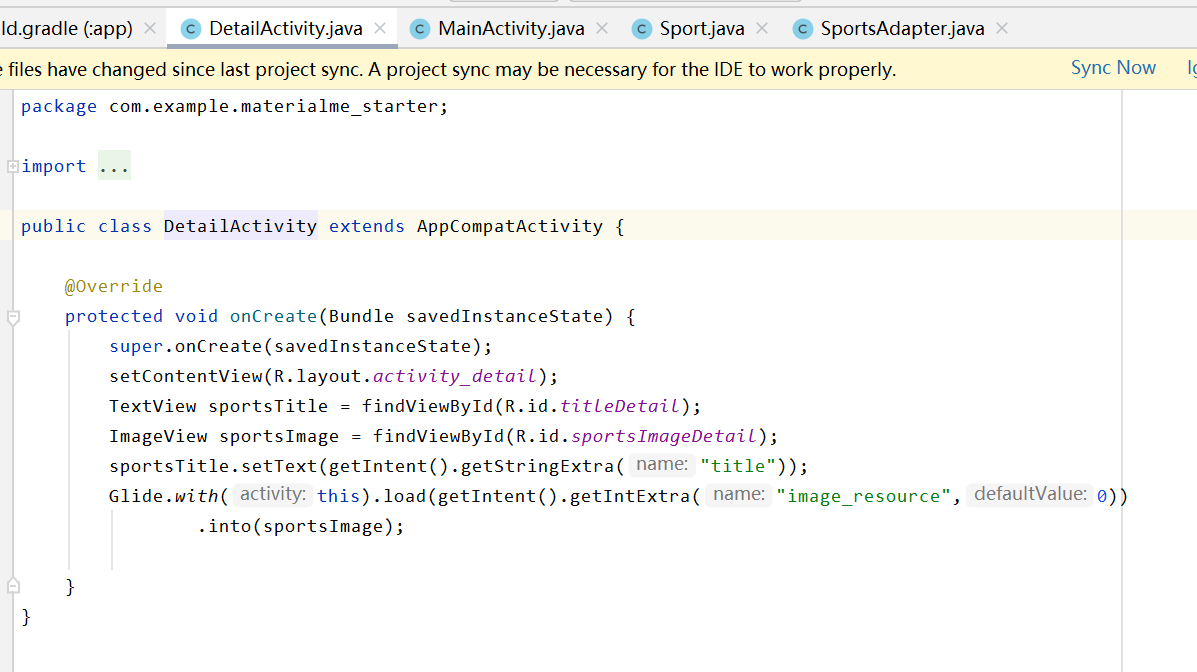 ld.gradle (:app) DetailActivity.java MainActivity.java Sport.java SportsAdapter.java
files have changed since last project sync. A project sync may be necessary for the IDE to work properly. Sync Now
package com.example.materialme_starter;
import ...
public class DetailActivity extends AppCompatActivity {
@Override
protected void onCreate(Bundle savedInstanceState) {
super.onCreate(savedInstanceState);
setContentView(R.layout.activity_detail);
TextView sportsTitle = findViewById(R.id.titleDetail);
ImageView sportsImage = findViewById(R.id.sportsImageDetail);
sportsTitle.setText(getIntent().getStringExtra( name: "title"));
Glide.with( activity: this).load(getIntent().getIntExtra( name: "image_resource", defaultValue: 0))
.into(sportsImage);
}
}